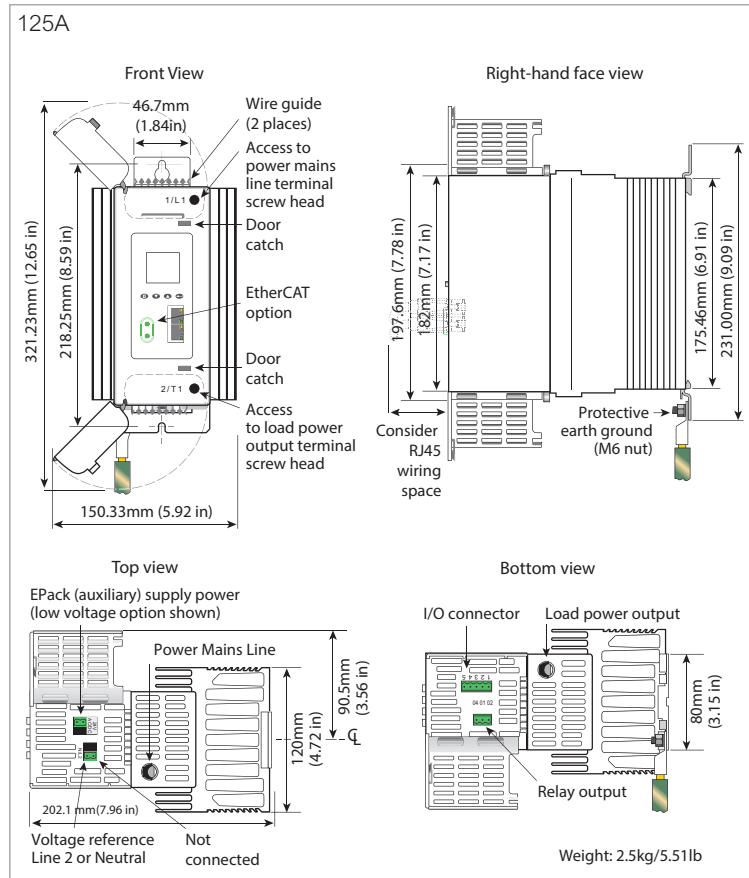 125A
Front View
Right-hand face view
46.7mm
(1.84in)
Wire guide
(2 places)
Access to
power mains
line terminal
screw head
1/L1
Door
catch
EtherCAT
option
Door
catch
2/T1
Access
to load power
output terminal
screw head
321.23mm (12.65 in)
218.25mm (8.59 in)
150.33mm (5.92 in)
197.6mm (7.78 in)
182mm (7.17 in)
175.46mm (6.91 in)
231.00mm (9.09 in)
Consider
RJ45
wiring
space
Protective
earth ground
(M6 nut)
Top view
EPack (auxiliary) supply power
(low voltage option shown)
Power Mains Line
90.5mm
(3.56 in)
120mm
(4.72 in)
202.1 mm(7.96 in)
Voltage reference
Line 2 or Neutral
Not
connected
Bottom view
I/O connector
Load power output
1 2 3 4 5
04 01 02
80mm
(3.15 in)
Relay output
Weight: 2.5kg/5.51lb